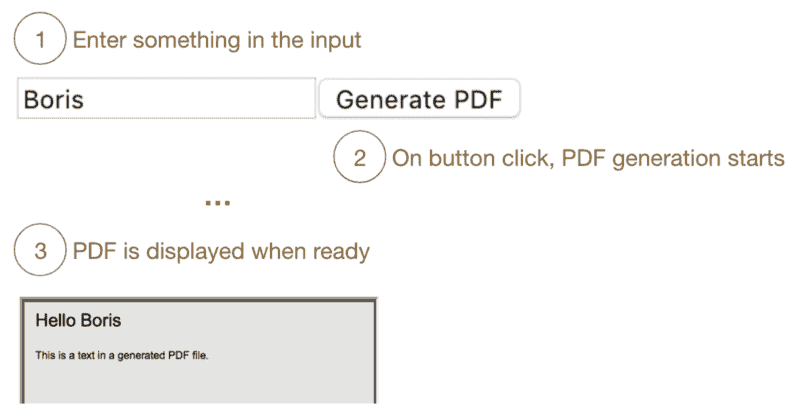 1 Enter something in the input
Boris Generate PDF
2 On button click, PDF generation starts
...
3 PDF is displayed when ready
Hello Boris
This is a text in a generated PDF file.